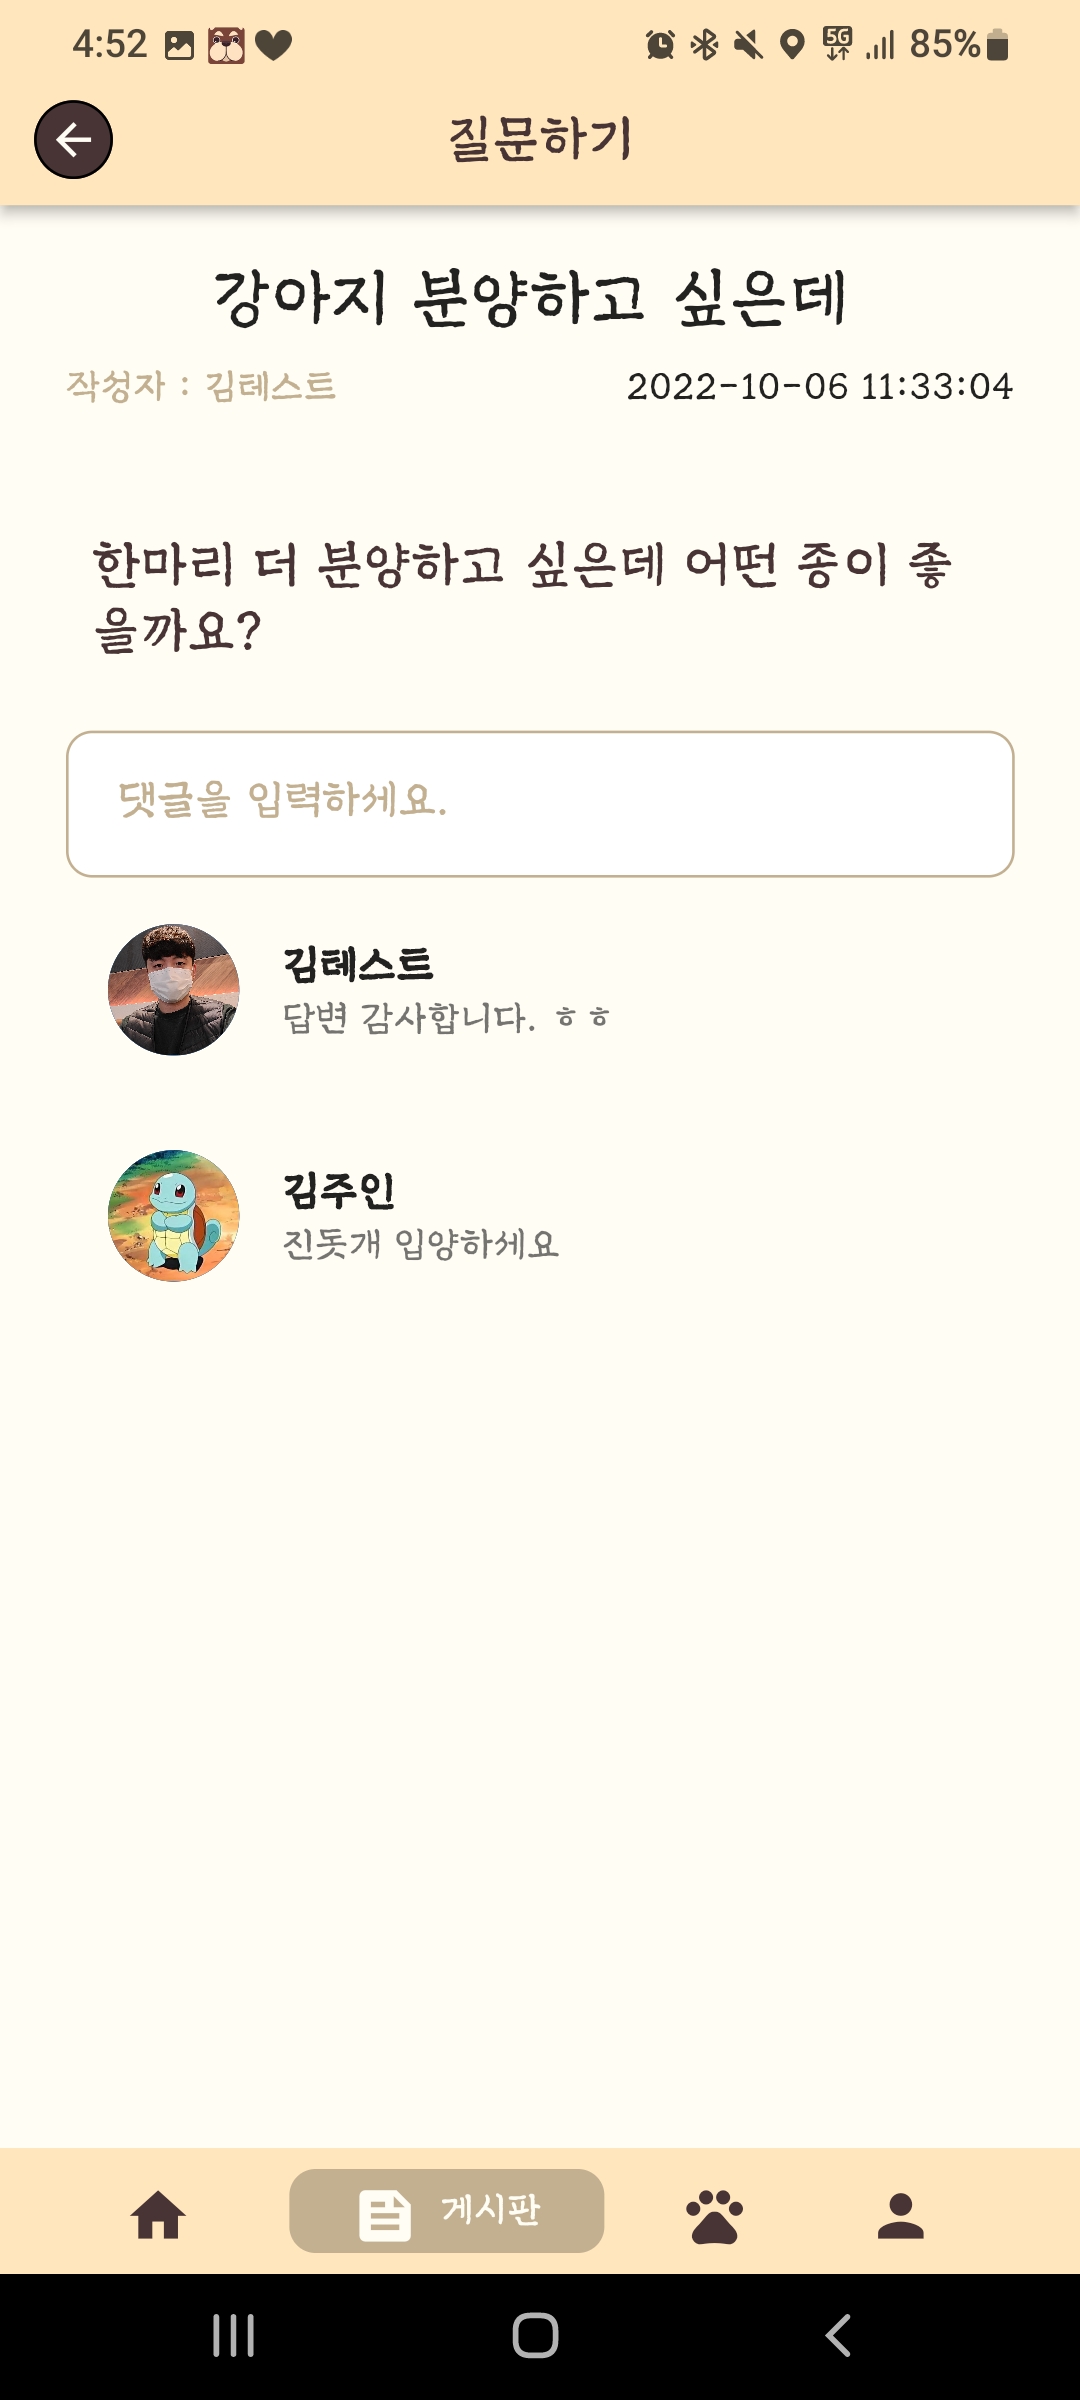 4:52 5G 85%
질문하기
강아지 분양하고 싶은데
작성자 : 김테스트 2022-10-06 11:33:04
한마리 더 분양하고 싶은데 어떤 종이 좋
을까요?
댓글을 입력하세요.
김테스트
답변 감사합니다. ㅎㅎ
김주인
진돗개 입양하세요
게시판